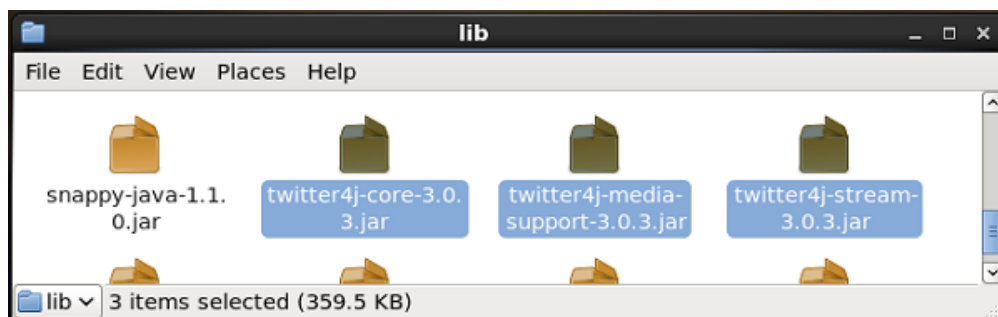 lib
File Edit View Places Help
snappy-java-1.1.
0.jar
twitter4j-core-3.0.
3.jar
twitter4j-media-
support-3.0.3.jar
twitter4j-stream-
3.0.3.jar
lib 3 items selected (359.5 KB)